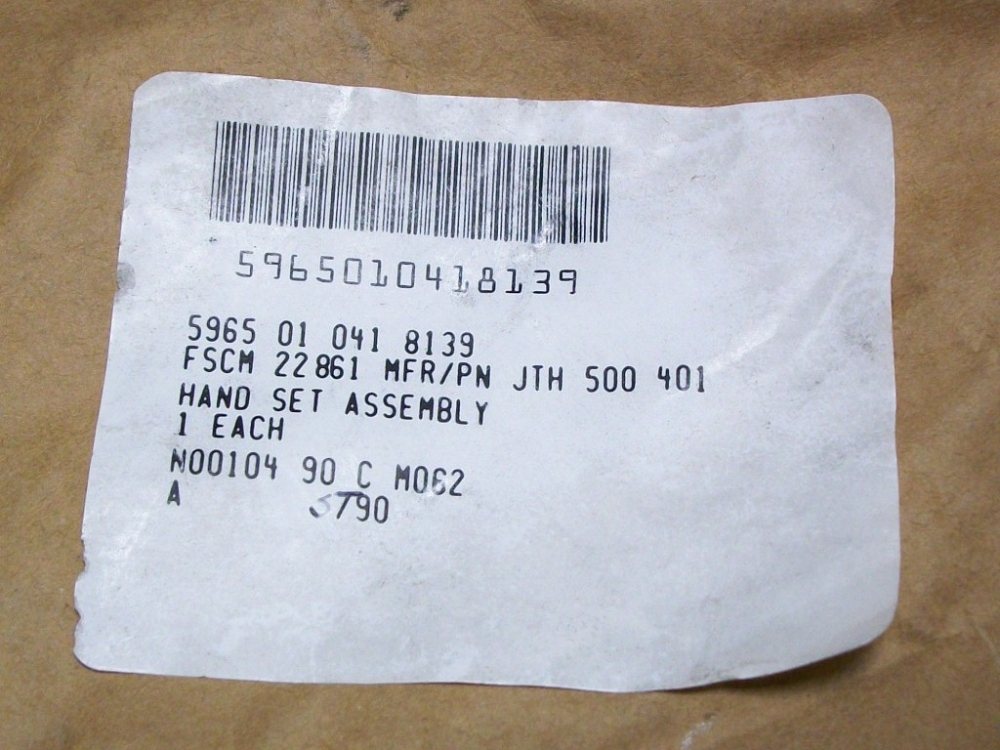 5965010418139
5965 01 041 8139
FSCM 22861 MFR/PN JTH 500 401
HAND SET ASSEMBLY
1 EACH
N00104 90 C M062
A 5790